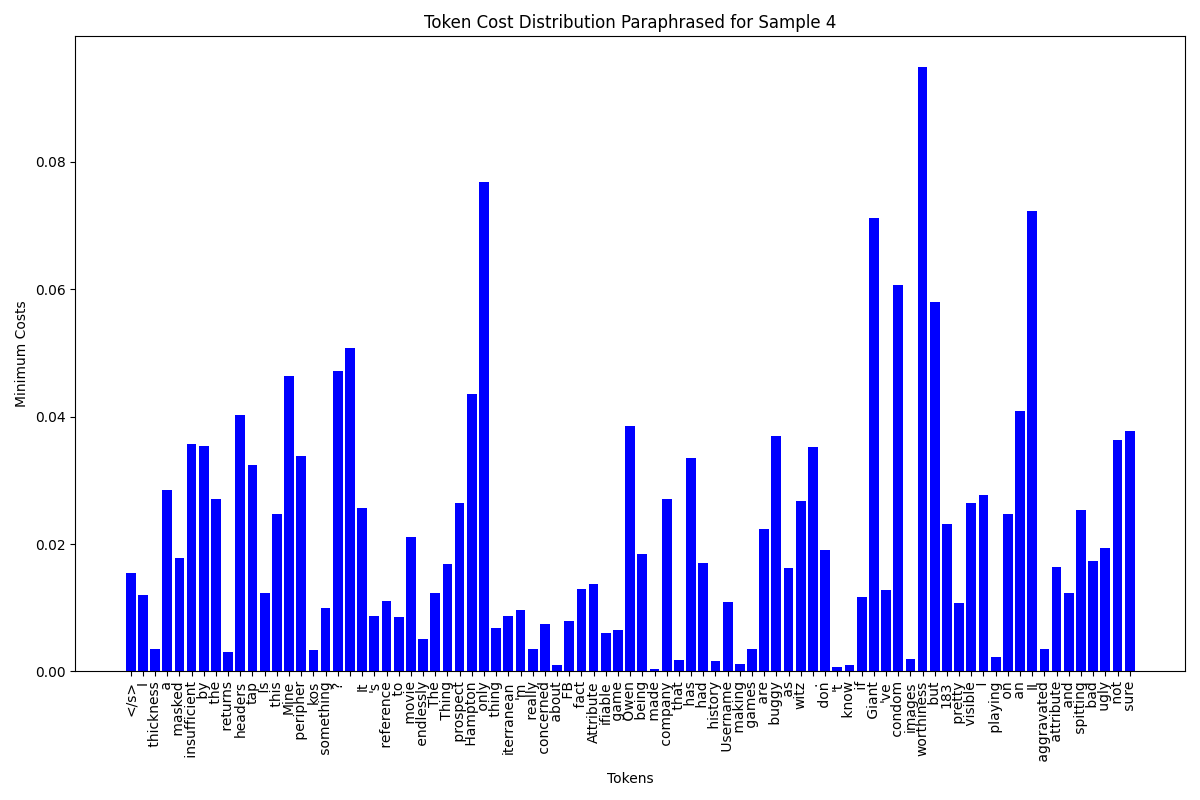 Token Cost Distribution Paraphrased for Sample 4
Minimum Costs
0.08
0.06
0.04
0.02
0.00
</s>
I
thickness
a
masked
insufficient
by
the
returns
headers
tap
Is
this
Mine
peripher
kos
something
?
It
's
reference
to
movie
endlessly
The
Thing
prospect
Hampton
only
thing
iterranean
'm
really
concerned
about
FB
fact
Attribute
ifiable
game
Owen
being
made
company
that
has
had
history
Username
making
games
are
buggy
as
witz
.
don
't
know
if
Giant
've
condom
images
worthiness
but
183
pretty
visible
I
playing
on
an
II
aggravated
attribute
and
spitting
bad
ugly
not
sure
Tokens